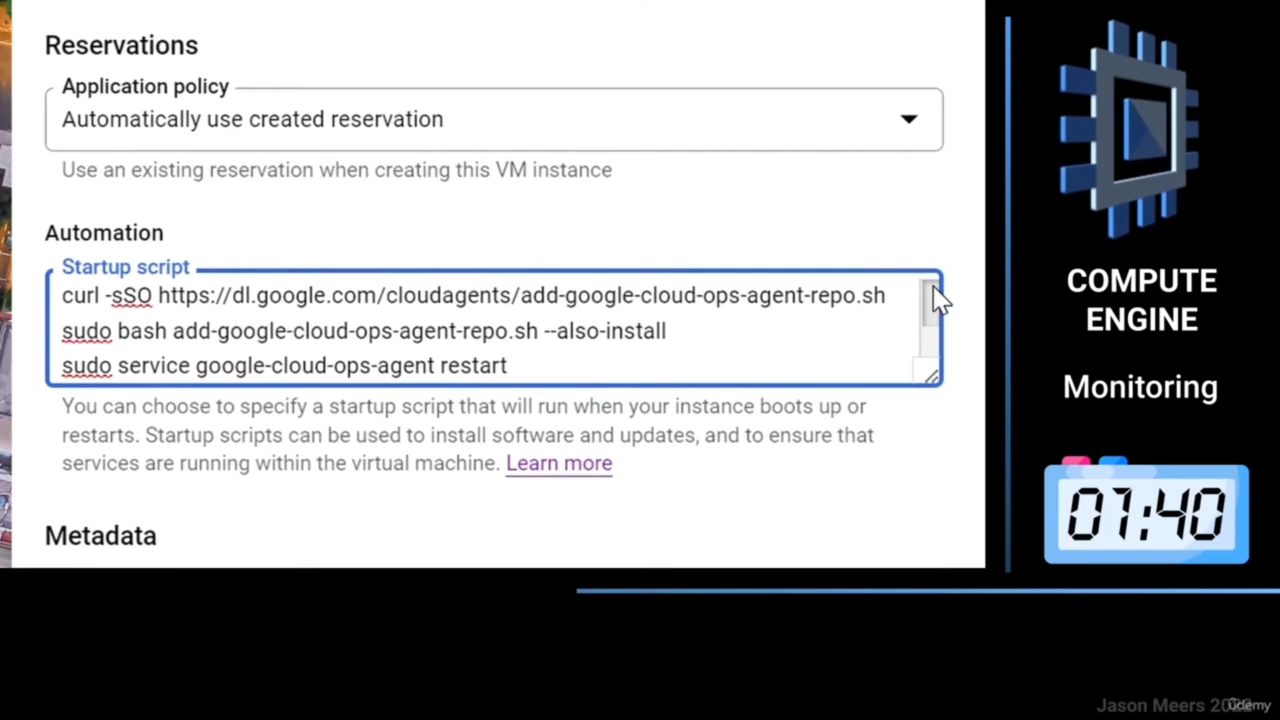 Reservations
Application policy
Automatically use created reservation
Use an existing reservation when creating this VM instance
Automation
Startup script
curl -sSO https://dl.google.com/cloudagents/add-google-cloud-ops-agent-repo.sh
sudo bash add-google-cloud-ops-agent-repo.sh --also-install
sudo service google-cloud-ops-agent restart
You can choose to specify a startup script that will run when your instance boots up or
restarts. Startup scripts can be used to install software and updates, and to ensure that
services are running within the virtual machine. Learn more
Metadata
COMPUTE
ENGINE
Monitoring
07:40
Jason Meers 2022
ûdemy